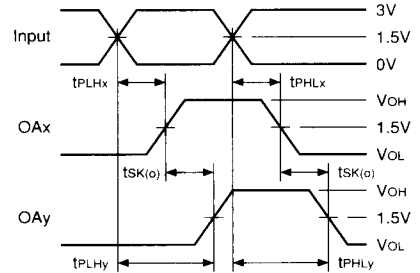 3V
Input
1.5V
0V
tPLHx
tPHLx
VOH
OAx
1.5V
VOL
tSK(o)
tSK(o)
VOH
OAy
1.5V
VOL
tPLHy
tPHLy